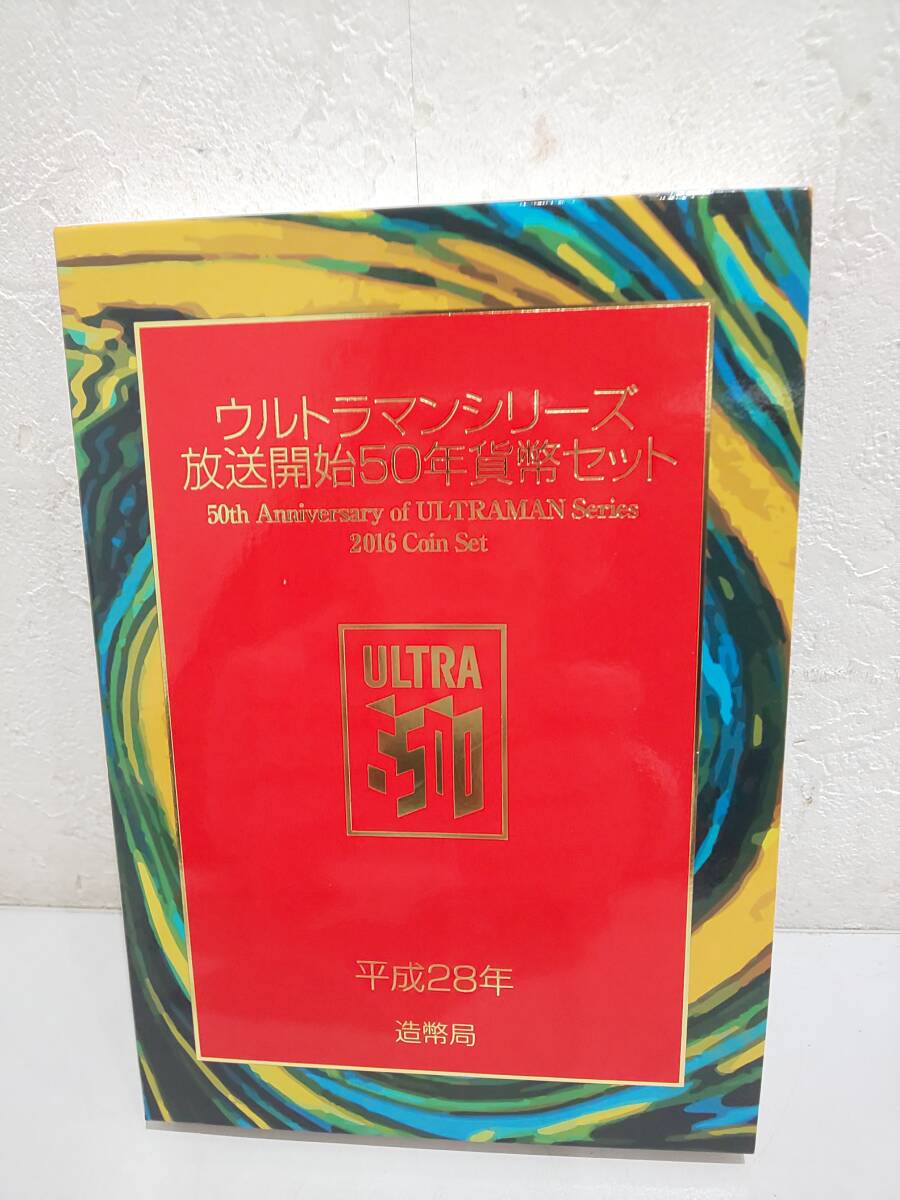 ウルトラマンシリーズ
放送開始50年貨幣セット
50th Anniversary of ULTRAMAN Series
2016 Coin Set
ULTRA
50
平成28年
造幣局